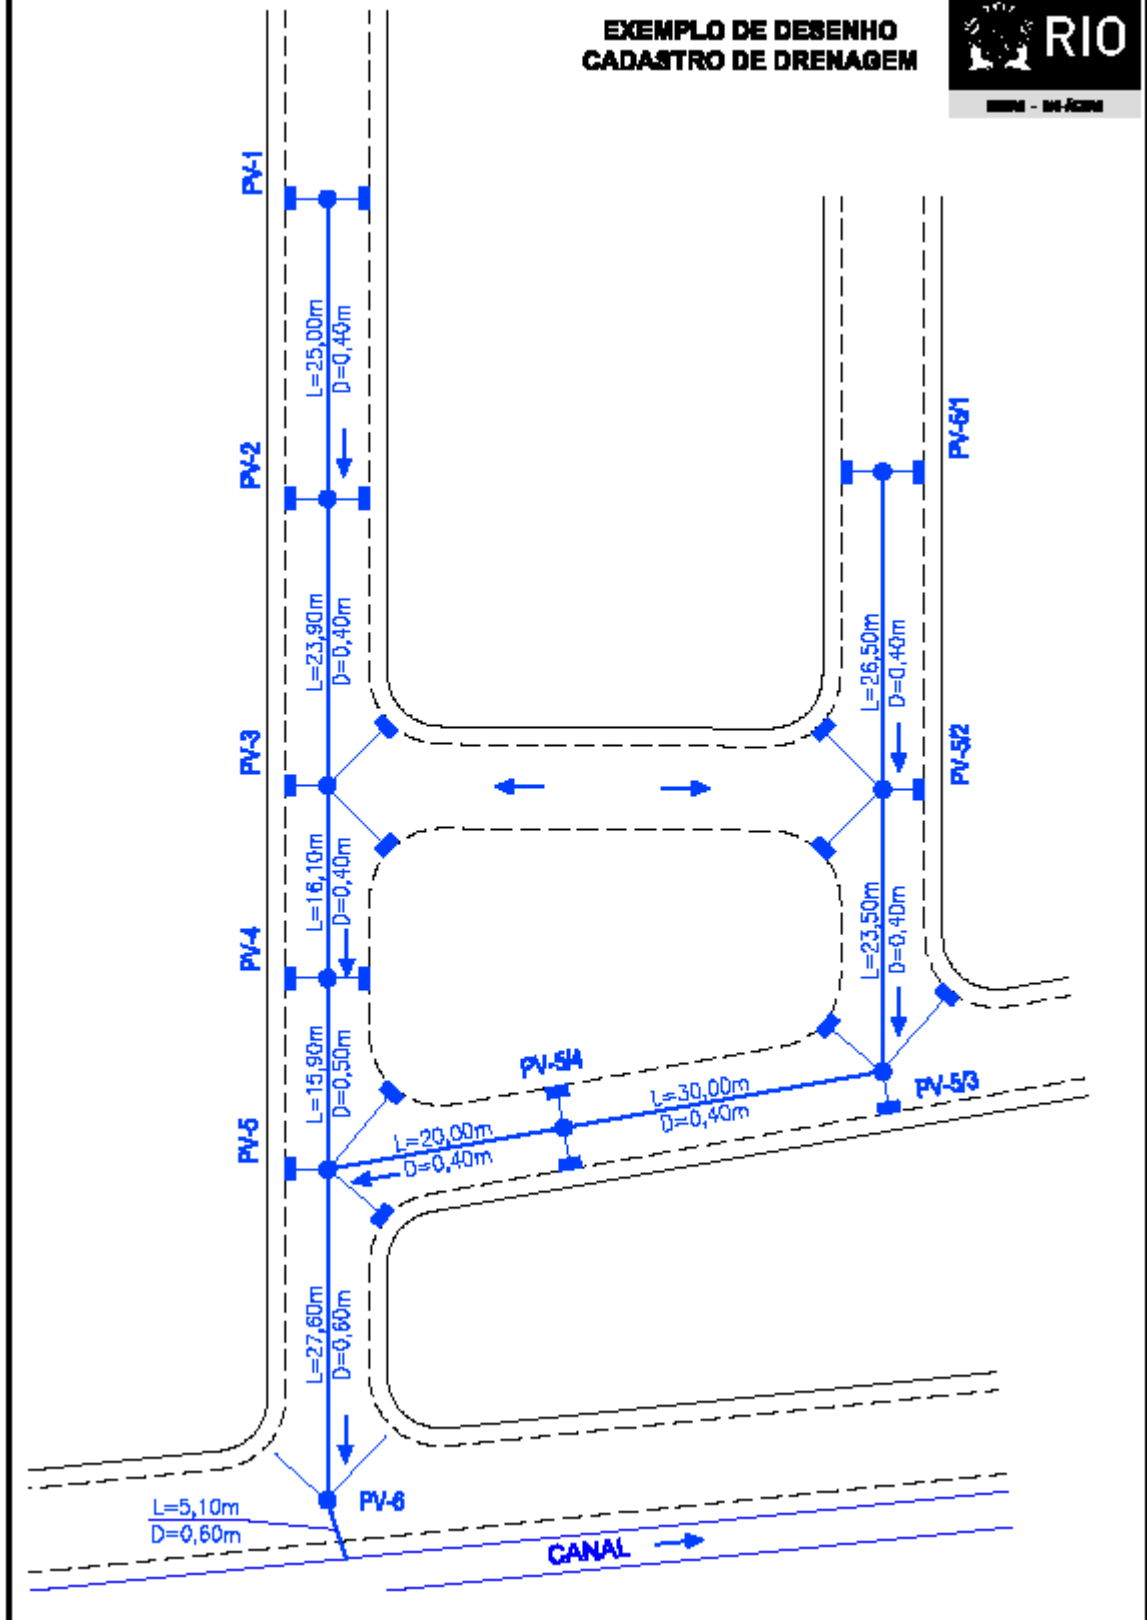 EXEMPLO DE DESENHO
CADASTRO DE DRENAGEM
RIO
PV-1
L=25,00m
D=0,40m
PV-2
L=23,90m
D=0,40m
PV-3
L=16,10m
D=0,40m
PV-4
L=15,90m
D=0,50m
PV-5
L=27,60m
D=0,60m
PV-6
L=5,10m
D=0,60m
PV-5/1
L=26,50m
D=0,40m
PV-5/2
L=23,50m
D=0,40m
PV-5/3
L=30,00m
D=0,40m
PV-5/4
L=20,00m
D=0,40m
CANAL